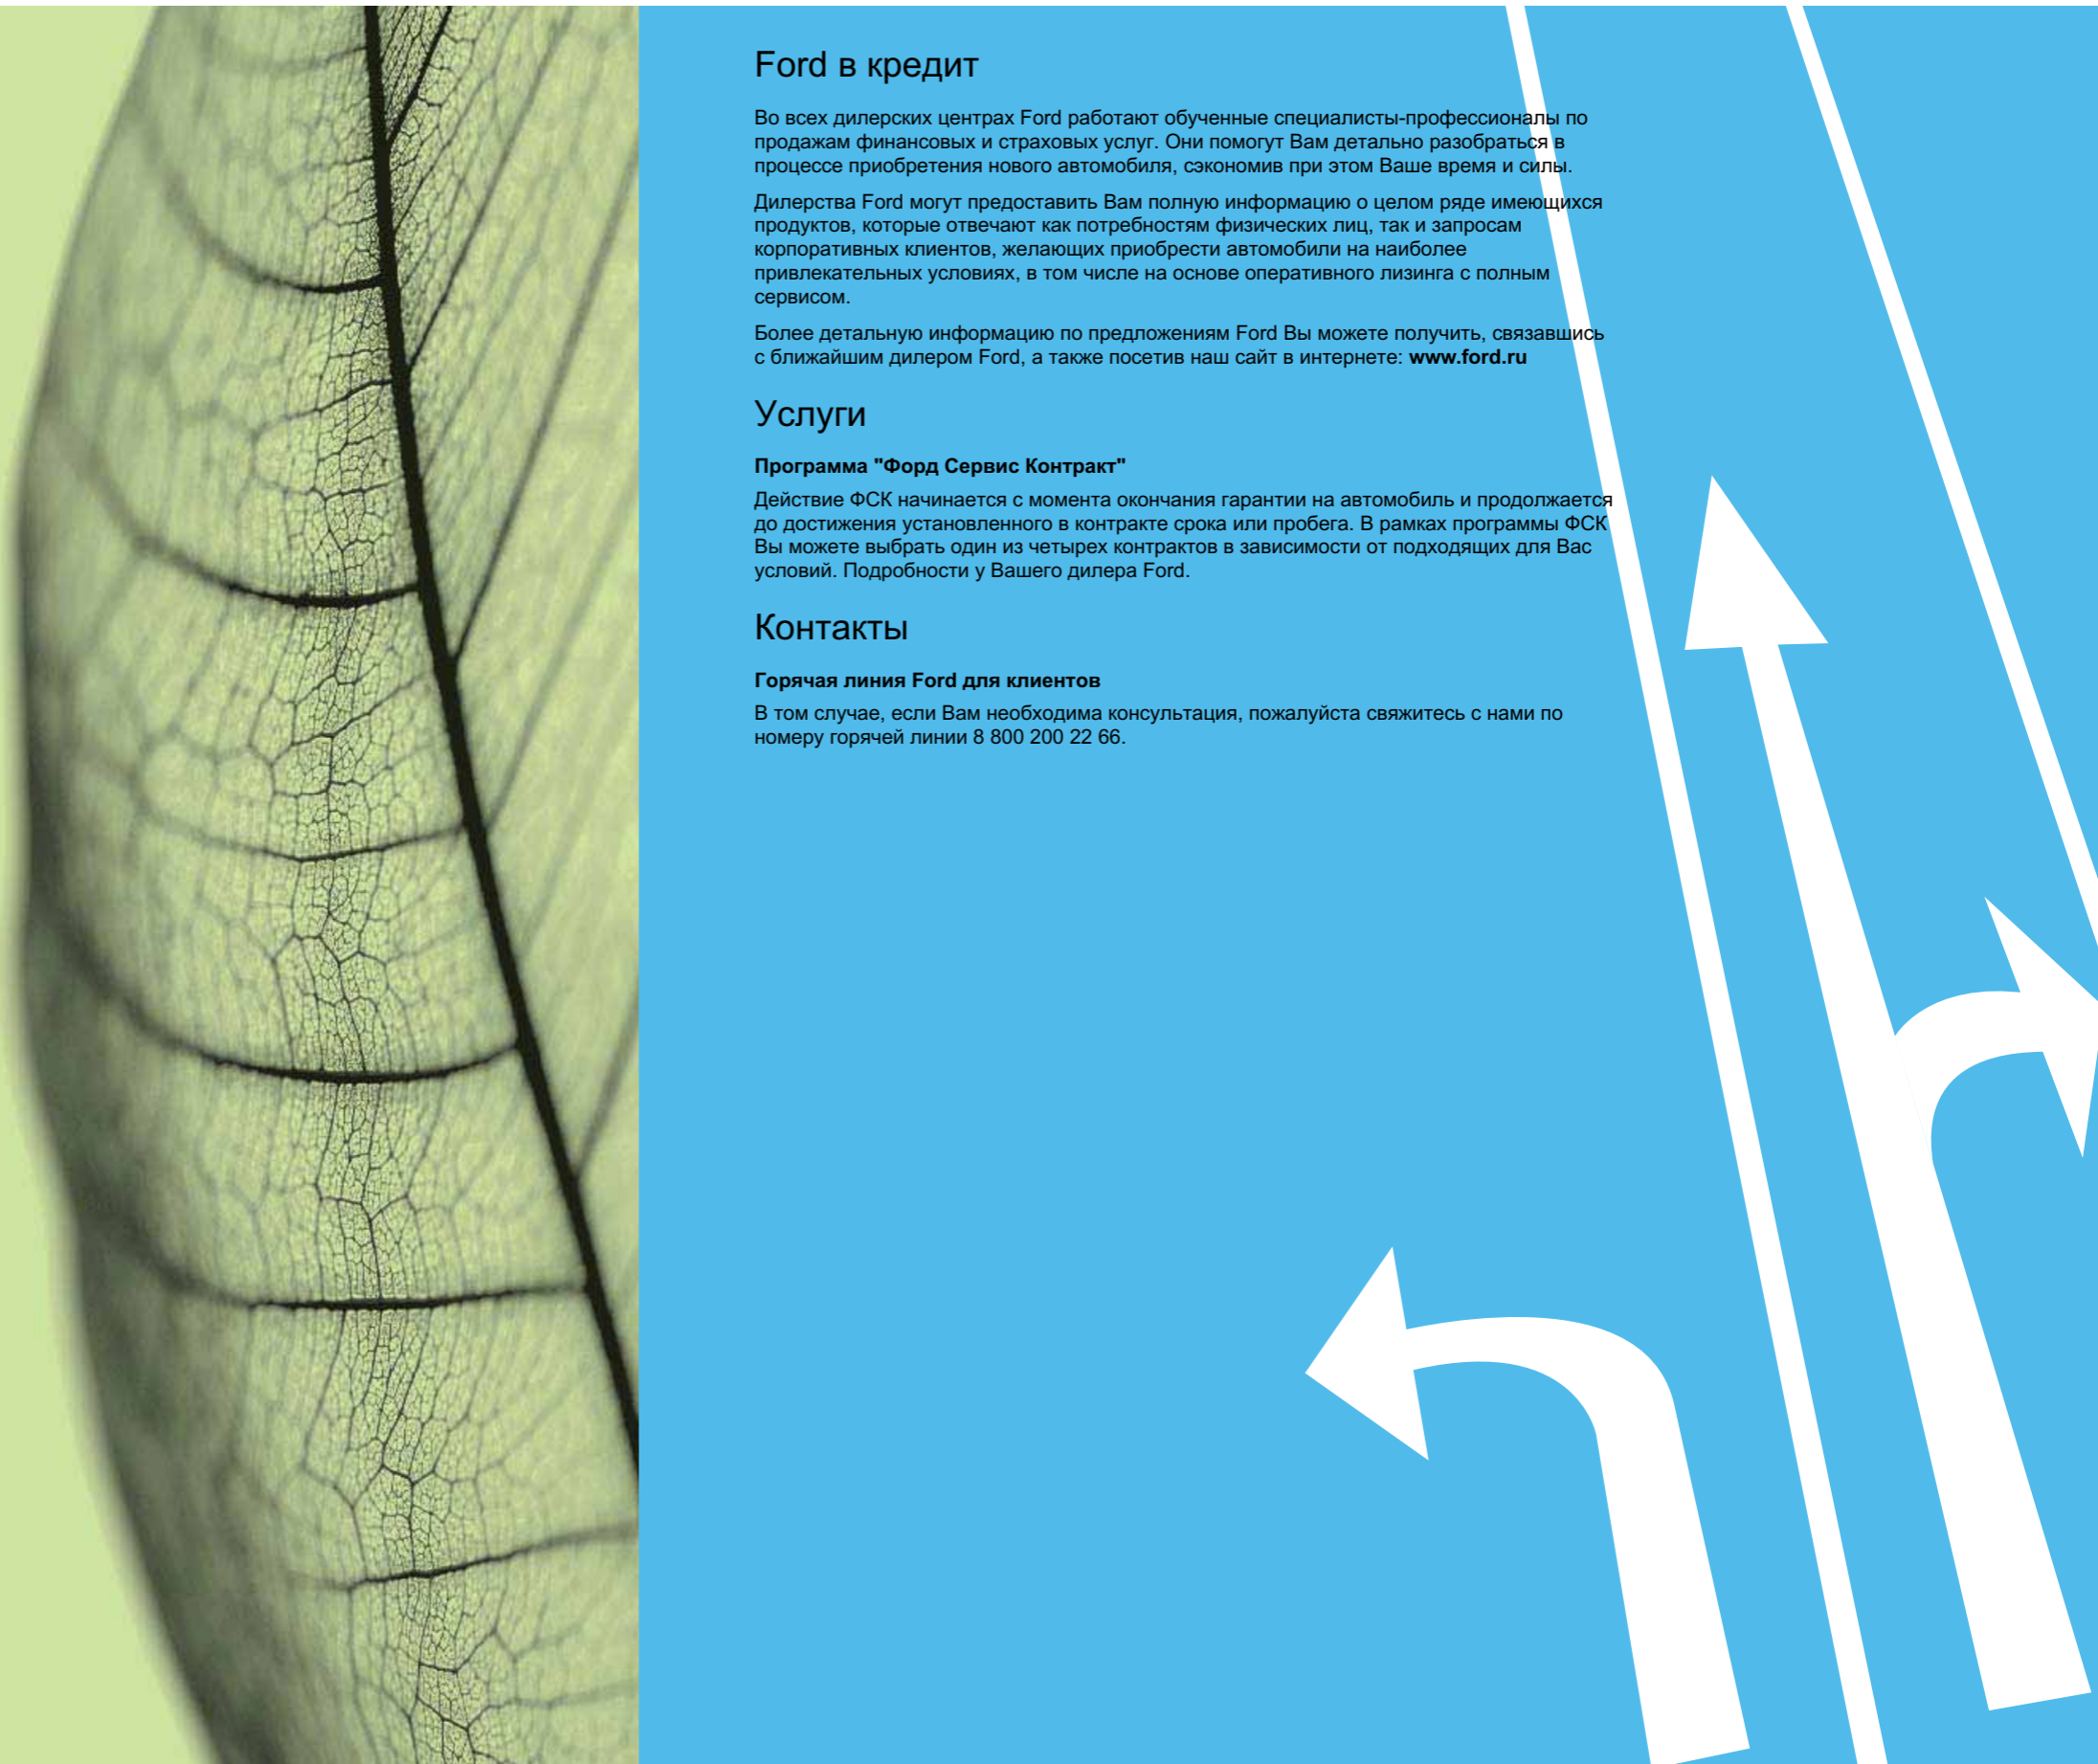 Ford в кредит
Во всех дилерских центрах Ford работают обученные специалисты-профессионалы по
продажам финансовых и страховых услуг. Они помогут Вам детально разобраться в
процессе приобретения нового автомобиля, сэкономив при этом Ваше время и силы.
Дилерства Ford могут предоставить Вам полную информацию о целом ряде имеющихся
продуктов, которые отвечают как потребностям физических лиц, так и запросам
корпоративных клиентов, желающих приобрести автомобили на наиболее
привлекательных условиях, в том числе на основе оперативного лизинга с полным
сервисом.
Более детальную информацию по предложениям Ford Вы можете получить, связавшись
с ближайшим дилером Ford, а также посетив наш сайт в интернете: www.ford.ru
Услуги
Программа "Форд Сервис Контракт"
Действие ФСК начинается с момента окончания гарантии на автомобиль и продолжается
до достижения установленного в контракте срока или пробега. В рамках программы ФСК
Вы можете выбрать один из четырех контрактов в зависимости от подходящих для Вас
условий. Подробности у Вашего дилера Ford.
Контакты
Горячая линия Ford для клиентов
В том случае, если Вам необходима консультация, пожалуйста свяжитесь с нами по
номеру горячей линии 8 800 200 22 66.